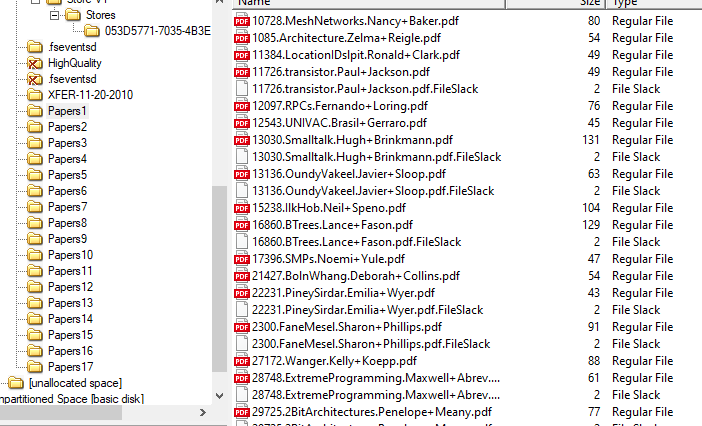 Store-V1
Stores
053D5771-7035-4B3E
.fseventsd
HighQuality
.fseventsd
XFER-11-20-2010
Papers1
Papers2
Papers3
Papers4
Papers5
Papers6
Papers7
Papers8
Papers9
Papers10
Papers11
Papers12
Papers13
Papers14
Papers15
Papers16
Papers17
[unallocated space]
npartitioned Space [basic disk]
Name Size Type
10728.MeshNetworks.Nancy+Baker.pdf 80 Regular File
1085.Architecture.Zelma+Reigle.pdf 54 Regular File
11384.LocationIDslpit.Ronald+Clark.pdf 49 Regular File
11726.transistor.Paul+Jackson.pdf 49 Regular File
11726.transistor.Paul+Jackson.pdf.FileSlack 2 File Slack
12097.RPCs.Fernando+Loring.pdf 76 Regular File
12543.UNIVAC.Brasil+Gerraro.pdf 45 Regular File
13030.Smalltalk.Hugh+Brinkmann.pdf 131 Regular File
13030.Smalltalk.Hugh+Brinkmann.pdf.FileSlack 2 File Slack
13136.OundyVakeel.Javier+Sloop.pdf 63 Regular File
13136.OundyVakeel.Javier+Sloop.pdf.FileSlack 2 File Slack
15238.IlkHob.Neil+Speno.pdf 104 Regular File
16860.BTrees.Lance+Fason.pdf 129 Regular File
16860.BTrees.Lance+Fason.pdf.FileSlack 2 File Slack
17396.SMPs.Noemi+Yule.pdf 47 Regular File
21427.BolnWhang.Deborah+Collins.pdf 54 Regular File
22231.PineySirdar.Emilia+Wyer.pdf 43 Regular File
22231.PineySirdar.Emilia+Wyer.pdf.FileSlack 2 File Slack
2300.FaneMesel.Sharon+Phillips.pdf 91 Regular File
2300.FaneMesel.Sharon+Phillips.pdf.FileSlack 2 File Slack
27172.Wanger.Kelly+Koepp.pdf 88 Regular File
28748.ExtremeProgramming.Maxwell+Abrev.... 61 Regular File
28748.ExtremeProgramming.Maxwell+Abrev.... 2 File Slack
29725.2BitArchitectures.Penelope+Meany.pdf 77 Regular File